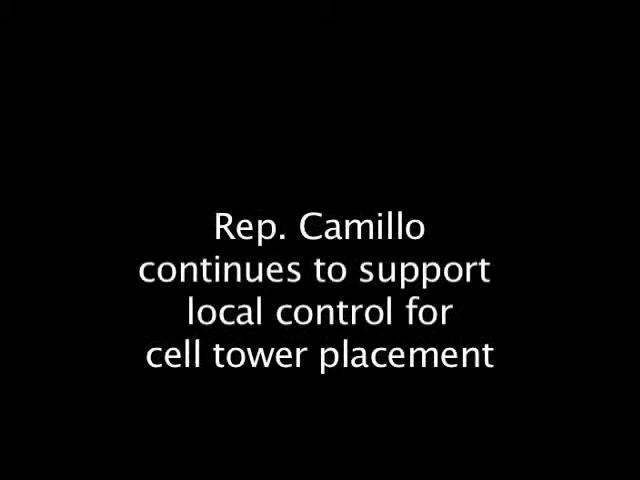 Rep. Camillo
continues to support
local control for
cell tower placement